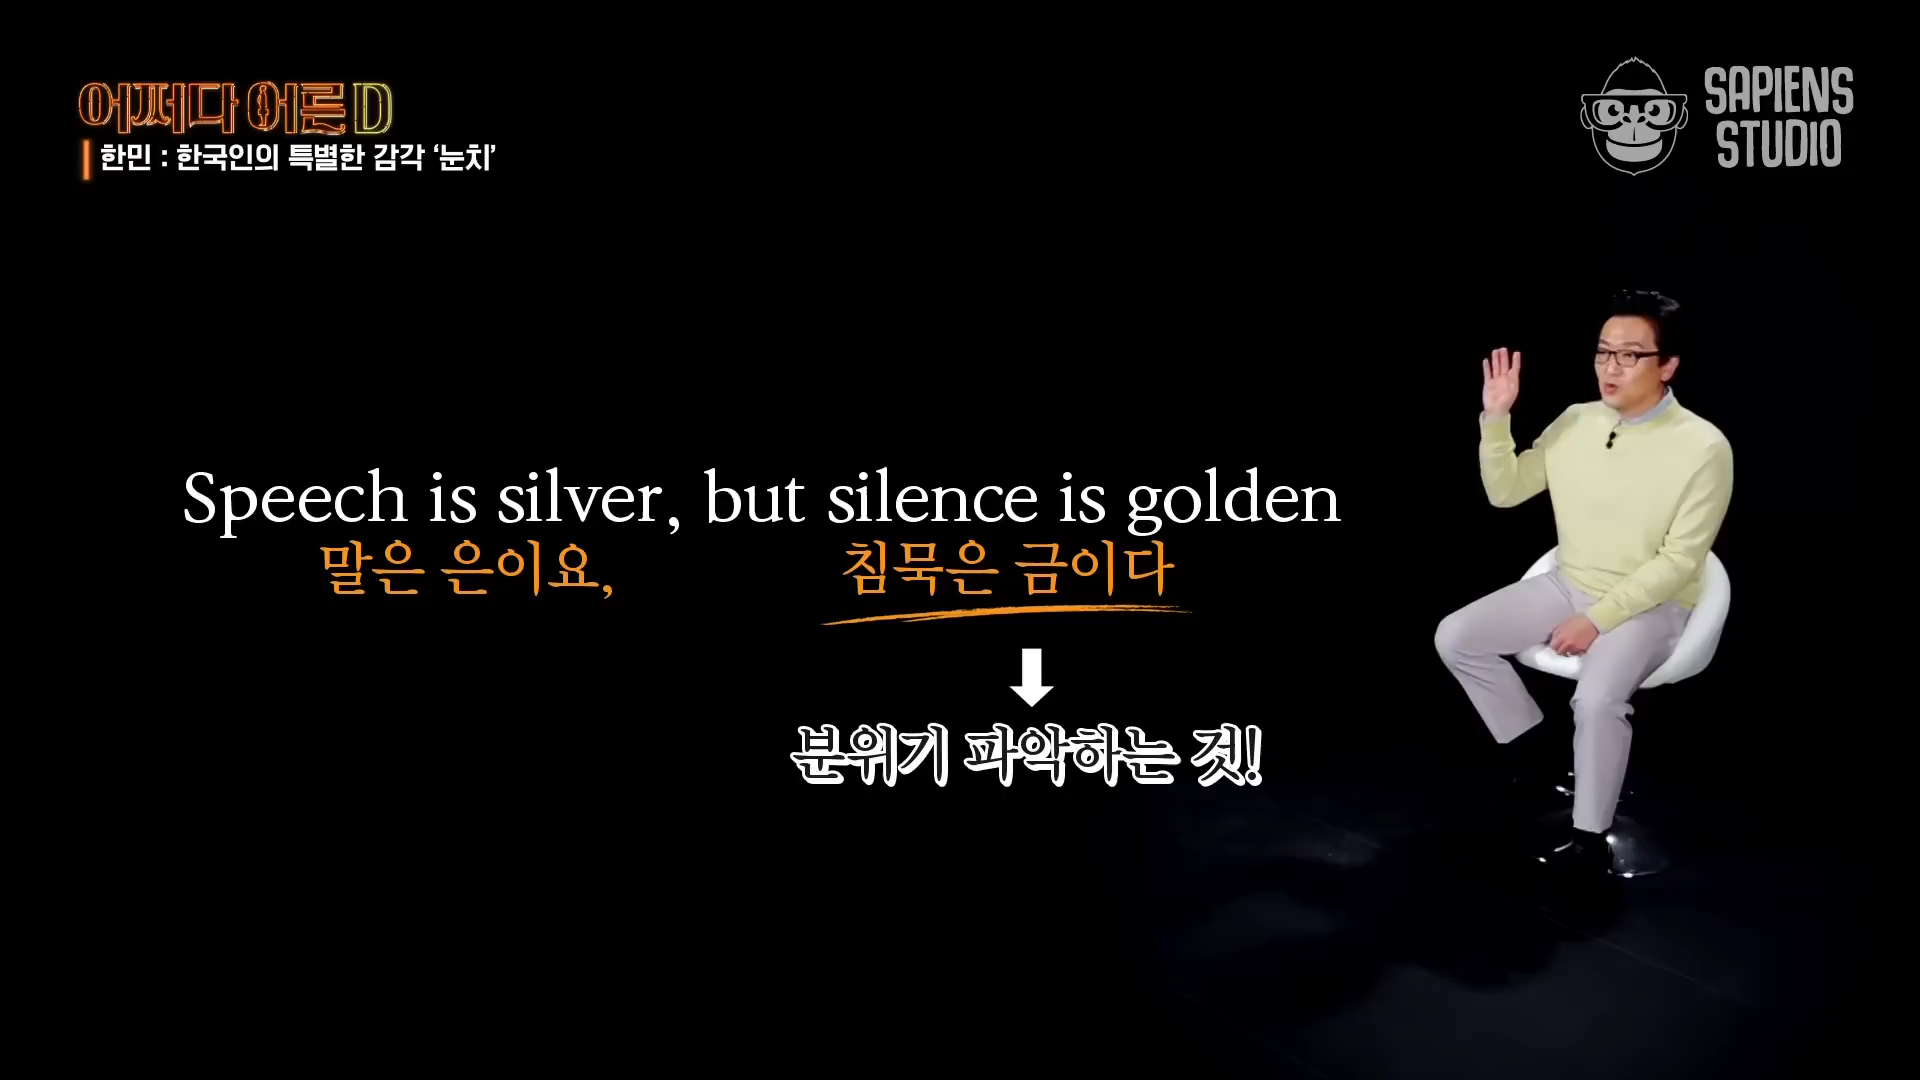 어쩌다 어른 D
한민 : 한국인의 특별한 감각 ‘눈치’
SAPIENS
STUDIO
Speech is silver, but silence is golden
말은 은이요, 침묵은 금이다
분위기 파악하는 것!